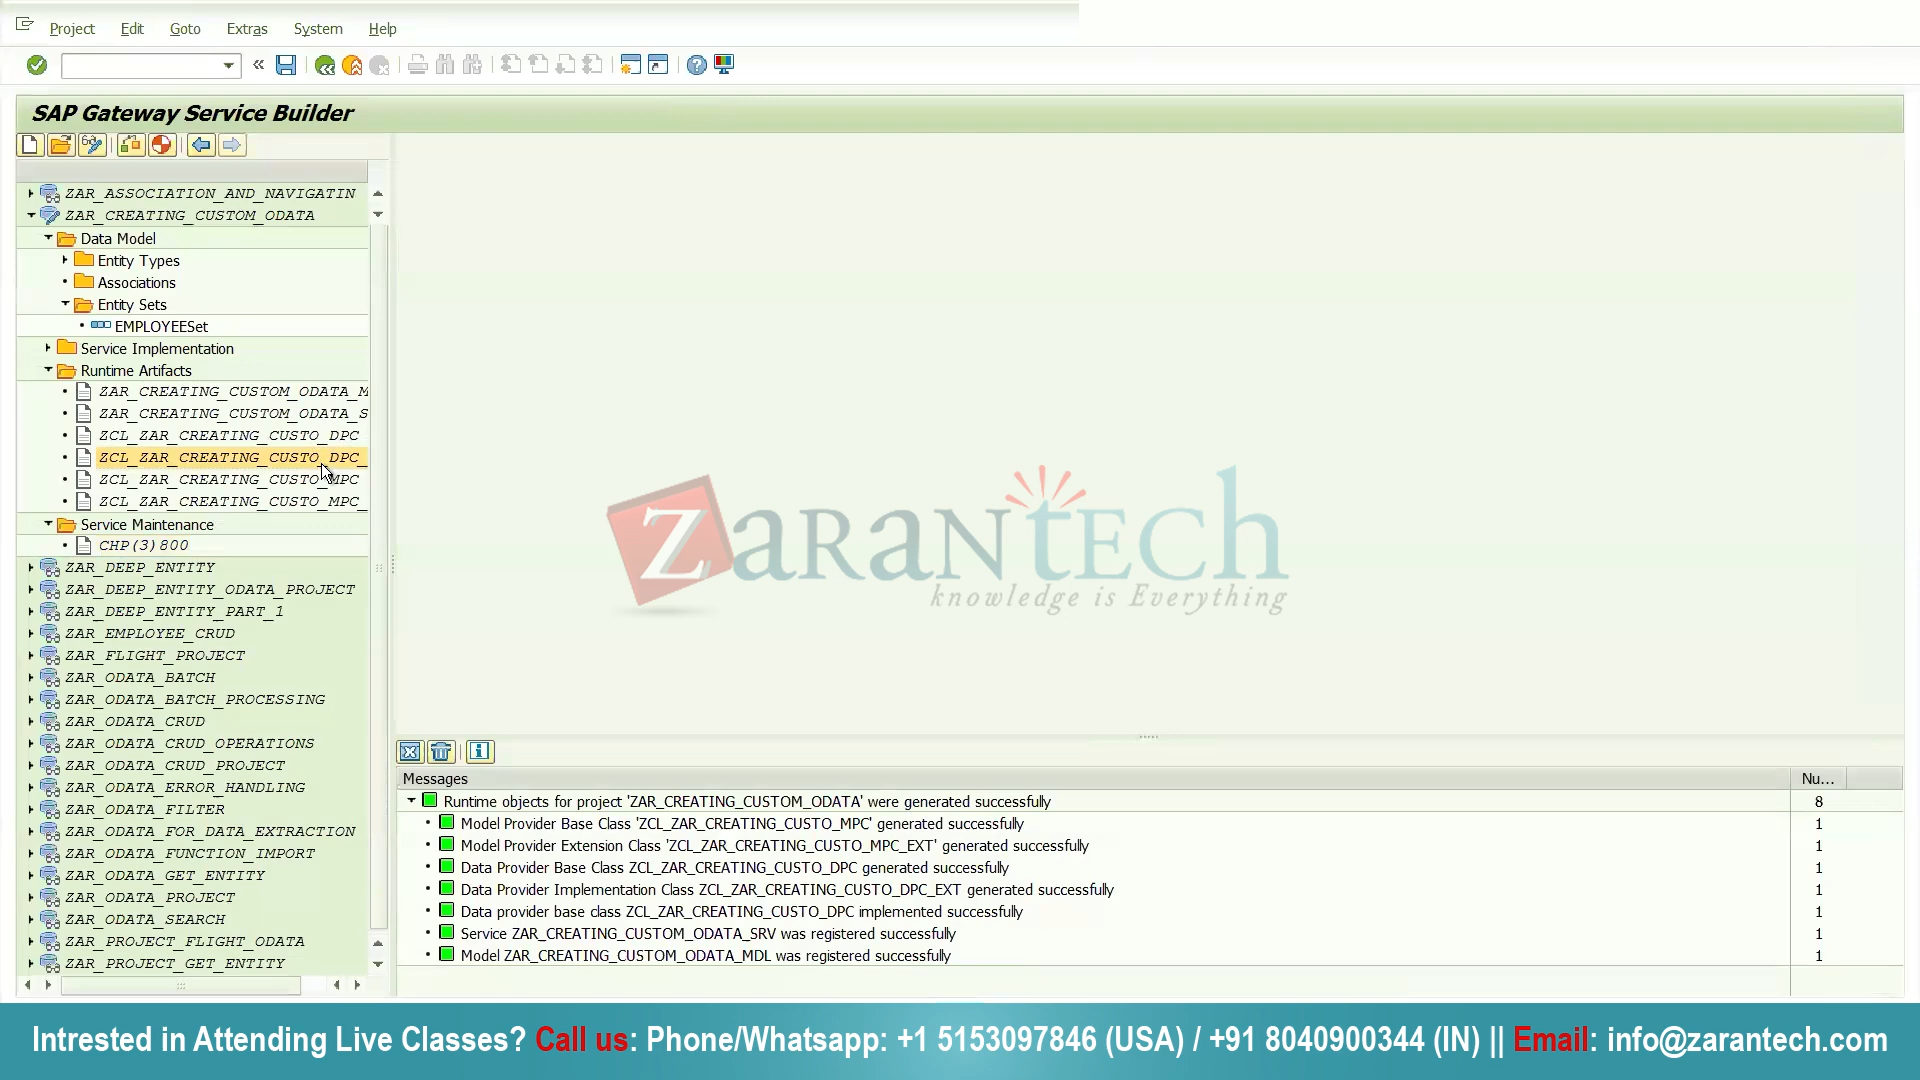 Project Edit Goto Extras System Help
SAP Gateway Service Builder
ZAR_ASSOCIATION_AND_NAVIGATIN
ZAR_CREATING_CUSTOM_ODATA
Data Model
Entity Types
Associations
Entity Sets
EMPLOYEESet
Service Implementation
Runtime Artifacts
ZAR_CREATING_CUSTOM_ODATA_M
ZAR_CREATING_CUSTOM_ODATA_S
ZCL_ZAR_CREATING_CUSTO_DPC
ZCL_ZAR_CREATING_CUSTO_DPC_
ZCL_ZAR_CREATING_CUSTO_MPC
ZCL_ZAR_CREATING_CUSTO_MPC_
Service Maintenance
CHP(3)800
ZAR_DEEP_ENTITY
ZAR_DEEP_ENTITY_ODATA_PROJECT
ZAR_DEEP_ENTITY_PART_1
ZAR_EMPLOYEE_CRUD
ZAR_FLIGHT_PROJECT
ZAR_ODATA_BATCH
ZAR_ODATA_BATCH_PROCESSING
ZAR_ODATA_CRUD
ZAR_ODATA_CRUD_OPERATIONS
ZAR_ODATA_CRUD_PROJECT
ZAR_ODATA_ERROR_HANDLING
ZAR_ODATA_FILTER
ZAR_ODATA_FOR_DATA_EXTRACTION
ZAR_ODATA_FUNCTION_IMPORT
ZAR_ODATA_GET_ENTITY
ZAR_ODATA_PROJECT
ZAR_ODATA_SEARCH
ZAR_PROJECT_FLIGHT_ODATA
ZAR_PROJECT_GET_ENTITY
ZARANTECH
knowledge is Everything
Messages Nu...
Runtime objects for project 'ZAR_CREATING_CUSTOM_ODATA' were generated successfully 8
Model Provider Base Class 'ZCL_ZAR_CREATING_CUSTO_MPC' generated successfully 1
Model Provider Extension Class 'ZCL_ZAR_CREATING_CUSTO_MPC_EXT' generated successfully 1
Data Provider Base Class ZCL_ZAR_CREATING_CUSTO_DPC generated successfully 1
Data Provider Implementation Class ZCL_ZAR_CREATING_CUSTO_DPC_EXT generated successfully 1
Data provider base class ZCL_ZAR_CREATING_CUSTO_DPC implemented successfully 1
Service ZAR_CREATING_CUSTOM_ODATA_SRV was registered successfully 1
Model ZAR_CREATING_CUSTOM_ODATA_MDL was registered successfully 1
Intrested in Attending Live Classes? Call us: Phone/Whatsapp: +1 5153097846 (USA) / +91 8040900344 (IN) || Email: info@zarantech.com